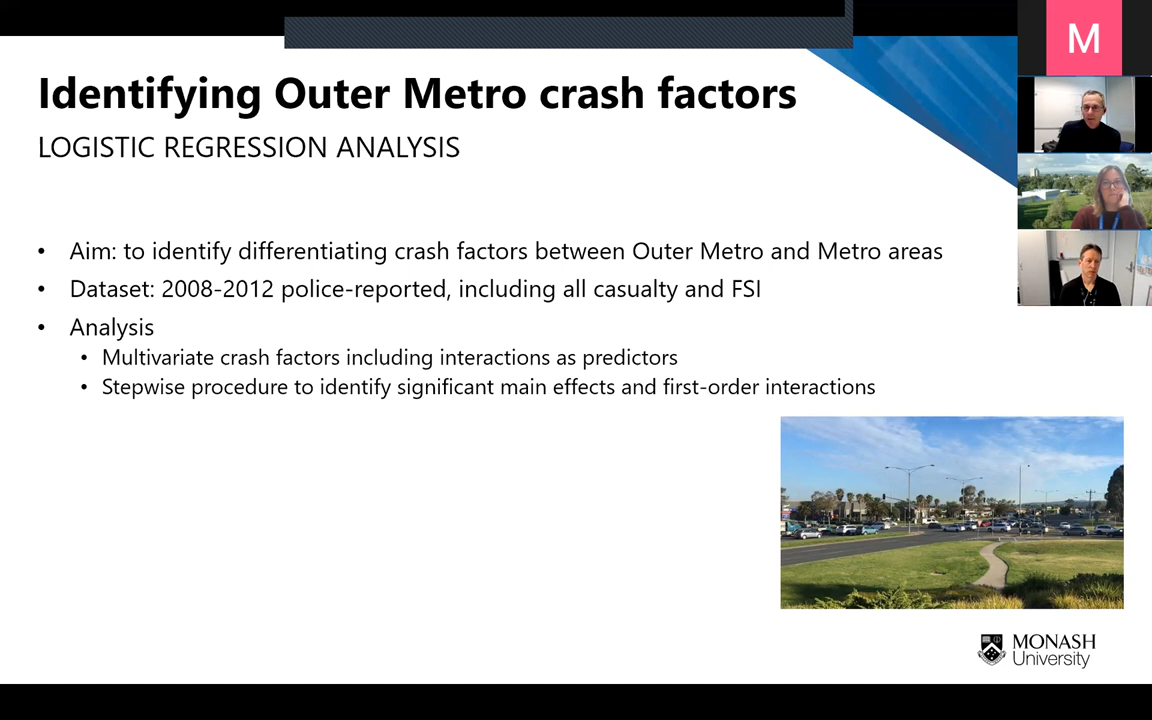 M
Identifying Outer Metro crash factors
LOGISTIC REGRESSION ANALYSIS
• Aim: to identify differentiating crash factors between Outer Metro and Metro areas
• Dataset: 2008-2012 police-reported, including all casualty and FSI
• Analysis
• Multivariate crash factors including interactions as predictors
• Stepwise procedure to identify significant main effects and first-order interactions
MONASH
University